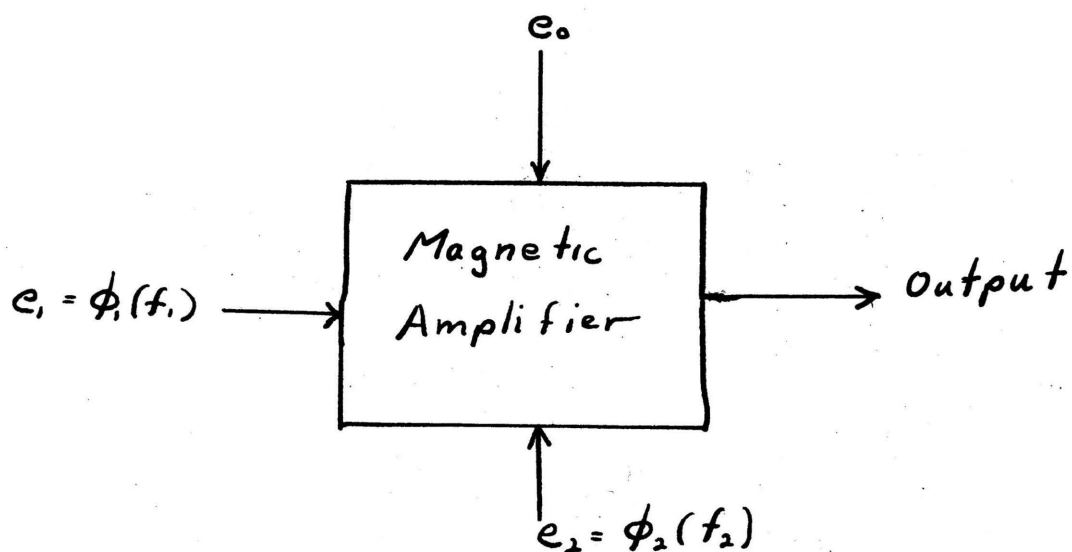 e₀
Magnetic
Amplifier
e₁ = ϕ₁(f₁)
Output
e₂ = ϕ₂(f₂)